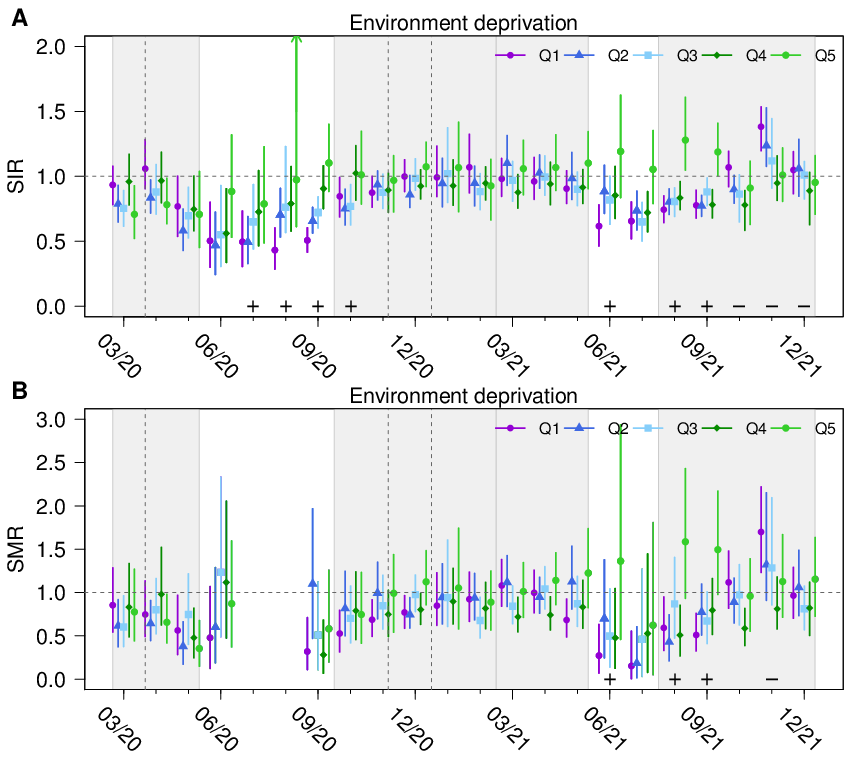 A
Environment deprivation
Q1 Q2 Q3 Q4 Q5
SIR
2.0
1.5
1.0
0.5
0.0
+ + + + + + + − − −
03/20 06/20 09/20 12/20 03/21 06/21 09/21 12/21
B
Environment deprivation
Q1 Q2 Q3 Q4 Q5
SMR
3.0
2.5
2.0
1.5
1.0
0.5
0.0
+ + + −
03/20 06/20 09/20 12/20 03/21 06/21 09/21 12/21